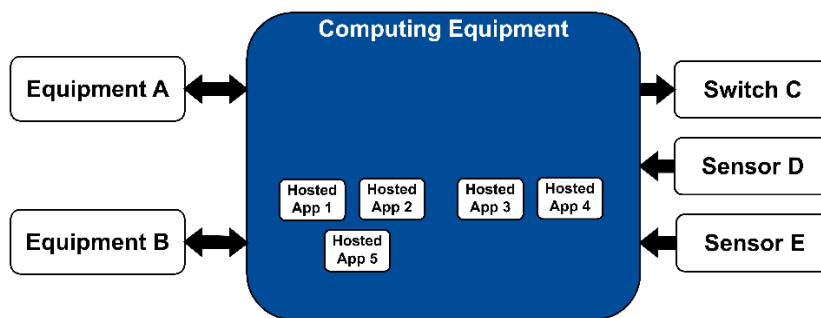 Computing Equipment
Equipment A
Switch C
Sensor D
Hosted
App 1
Hosted
App 2
Hosted
App 3
Hosted
App 4
Equipment B
Sensor E
Hosted
App 5